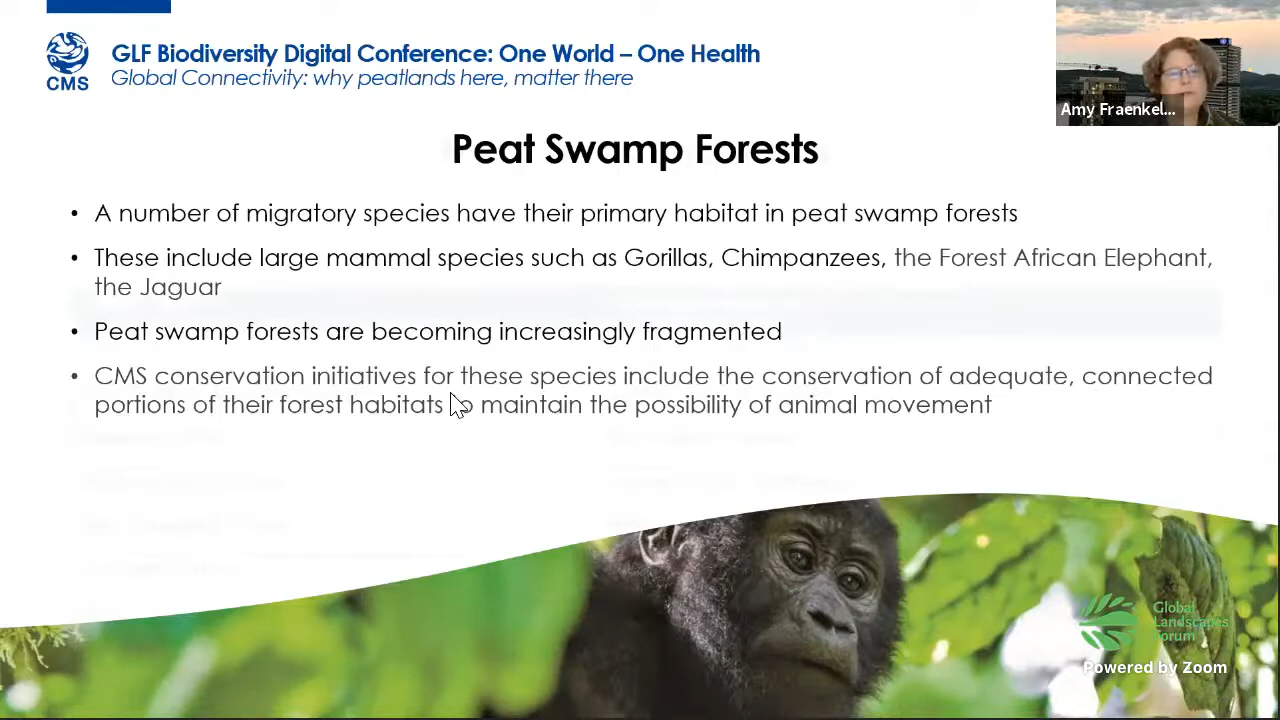 GLF Biodiversity Digital Conference: One World – One Health
Global Connectivity: why peatlands here, matter there
CMS
Amy Fraenkel...
Peat Swamp Forests
• A number of migratory species have their primary habitat in peat swamp forests
• These include large mammal species such as Gorillas, Chimpanzees, the Forest African Elephant,
the Jaguar
• Peat swamp forests are becoming increasingly fragmented
• CMS conservation initiatives for these species include the conservation of adequate, connected
portions of their forest habitats to maintain the possibility of animal movement
Global
Landscapes
Forum
Powered by Zoom